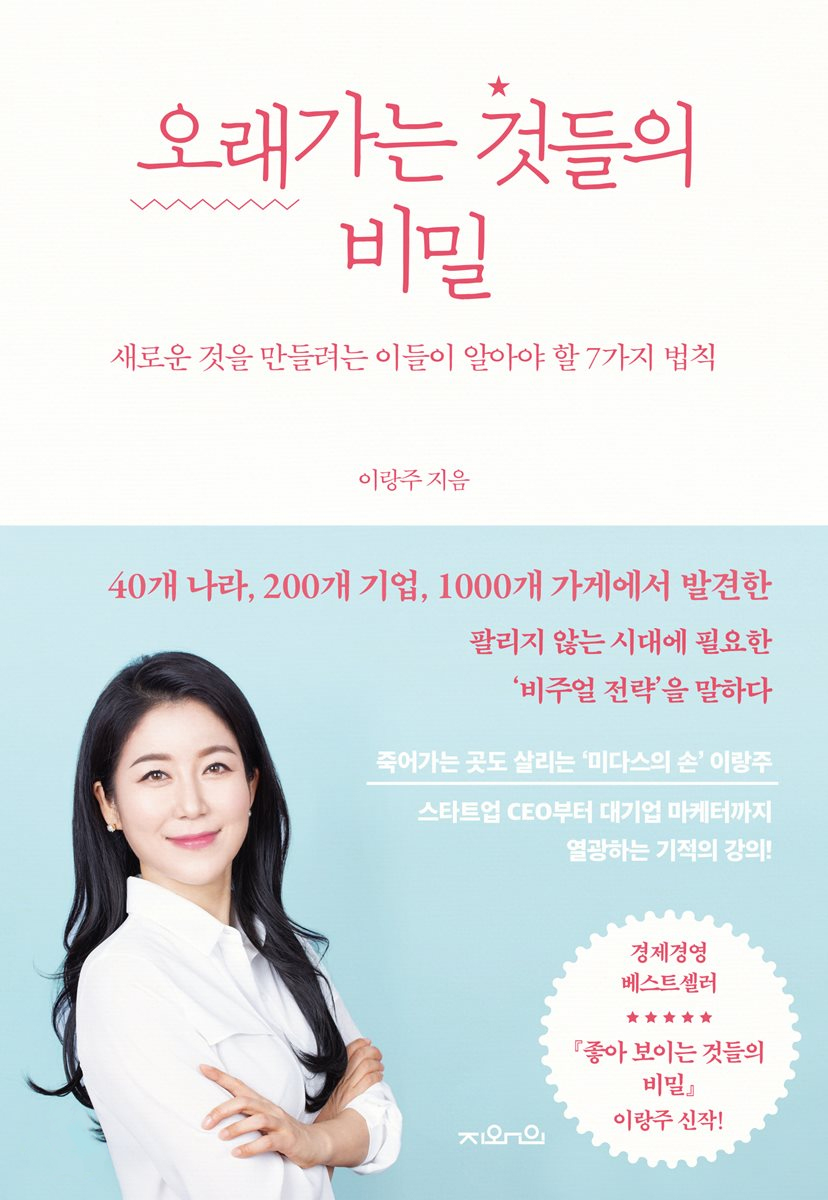 오래가는 것들의
비밀
새로운 것을 만들려는 이들이 알아야 할 7가지 법칙
이랑주 지음
40개 나라, 200개 기업, 1000개 가게에서 발견한
팔리지 않는 시대에 필요한
‘비주얼 전략’을 말하다
죽어가는 곳도 살리는 ‘미다스의 손’ 이랑주
스타트업 CEO부터 대기업 마케터까지
열광하는 기적의 강의!
경제경영
베스트셀러
★★★★★
『좋아 보이는 것들의
비밀』
이랑주 신작!
지와인